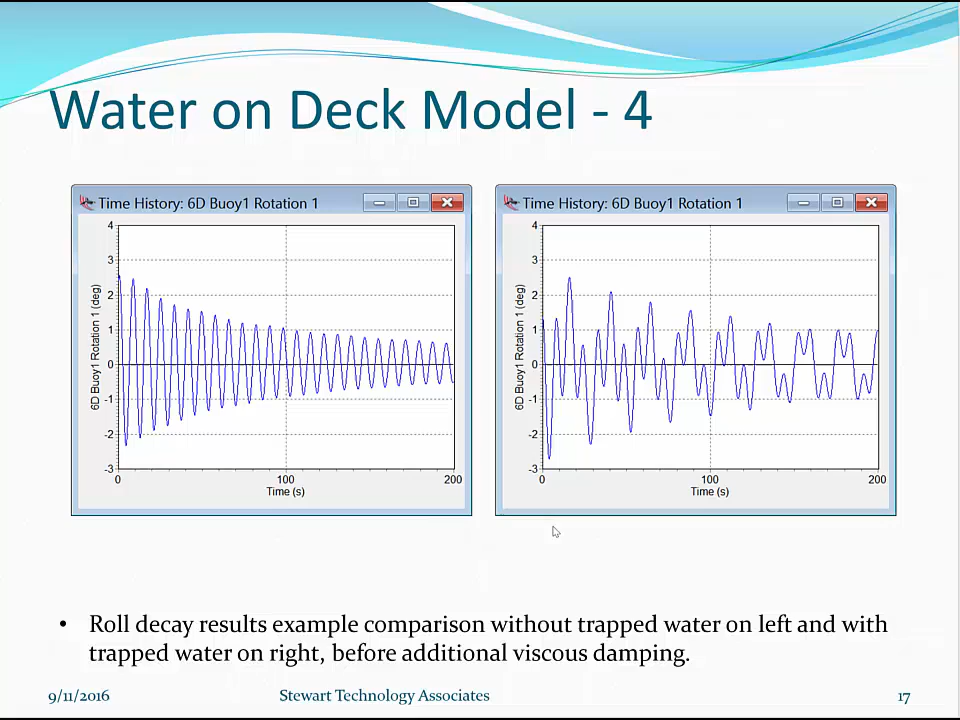 Water on Deck Model - 4
Time History: 6D Buoy1 Rotation 1
4
3
2
1
0
-1
-2
-3
6D Buoy1 Rotation 1 (deg)
0
100
200
Time (s)
Time History: 6D Buoy1 Rotation 1
4
3
2
1
0
-1
-2
-3
6D Buoy1 Rotation 1 (deg)
0
100
200
Time (s)
• Roll decay results example comparison without trapped water on left and with
trapped water on right, before additional viscous damping.
9/11/2016
Stewart Technology Associates
17